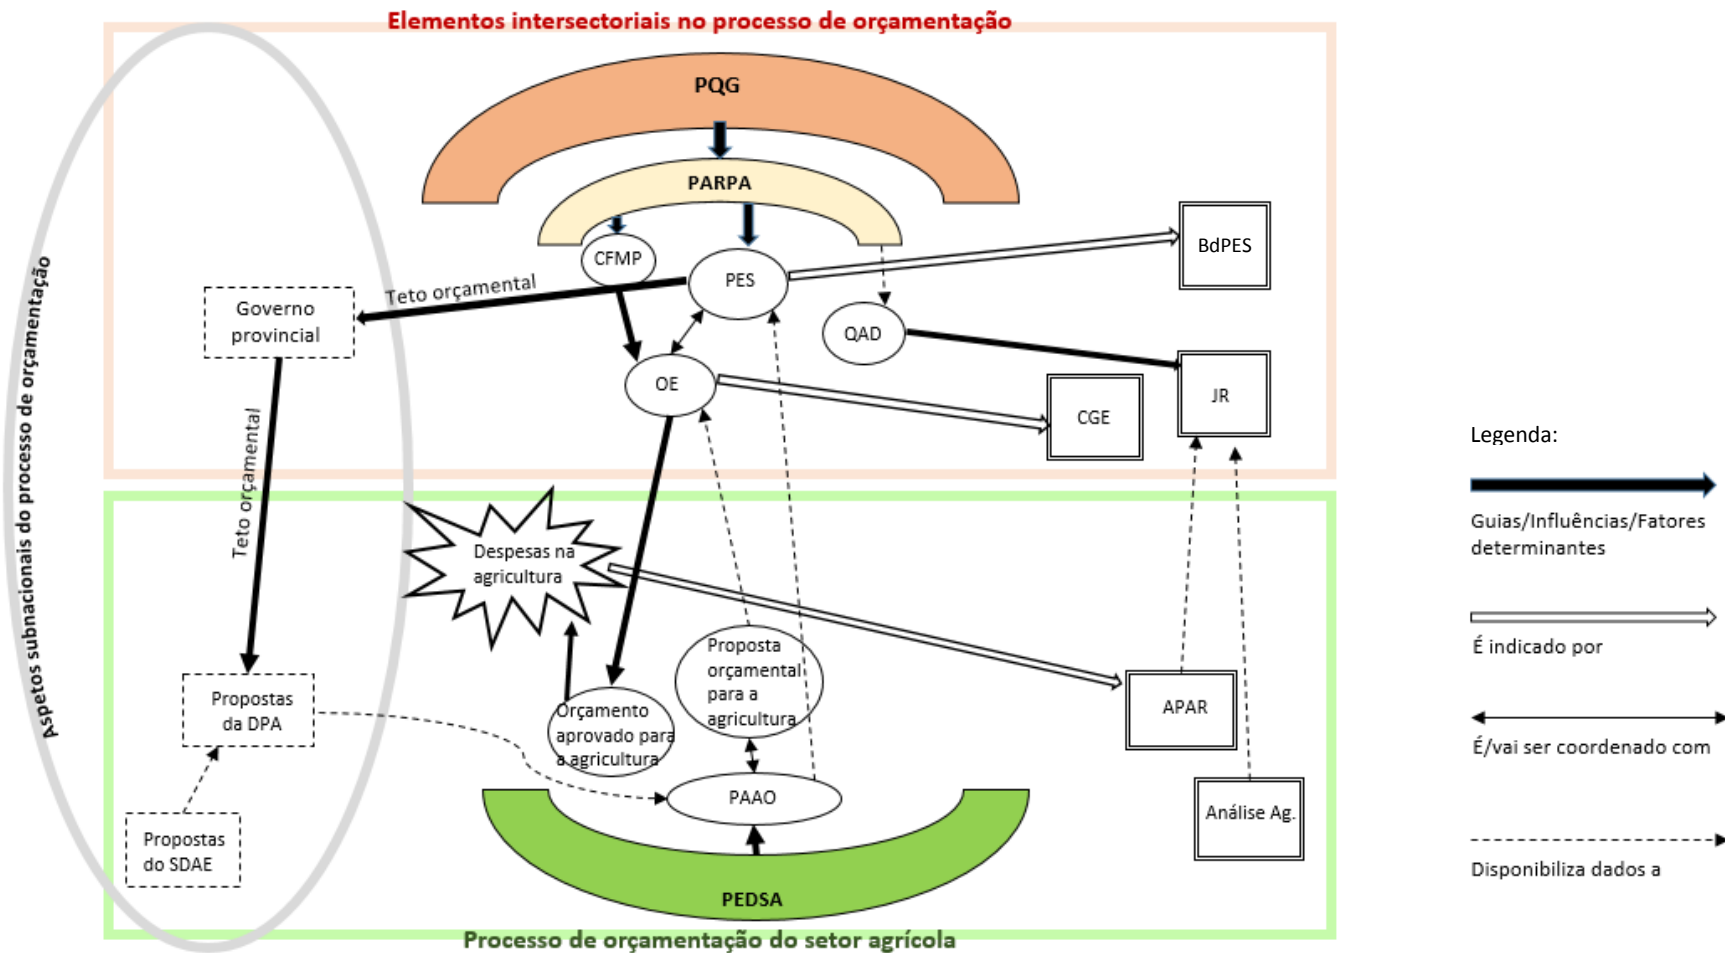 Elementos intersectoriais no processo de orçamentação
PQG
PARPA
CFMP
PES
BdPES
Teto orçamental
Governo
provincial
QAD
OE
JR
CGE
Teto orçamental
Aspetos subnacionais do processo de orçamentação
Despesas na
agricultura
Proposta
orçamental
para a
agricultura
Propostas
da DPA
Orçamento
aprovado para
a agricultura
APAR
PAAO
Análise Ag.
Propostas
do SDAE
PEDSA
Processo de orçamentação do setor agrícola
Legenda:
Guias/Influências/Fatores
determinantes
É indicado por
É/vai ser coordenado com
Disponibiliza dados a